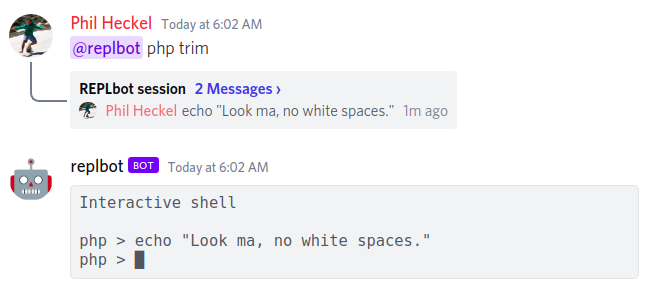 Phil Heckel Today at 6:02 AM
@replbot php trim
REPLbot session 2 Messages ›
Phil Heckel echo "Look ma, no white spaces." 1m ago
replbot BOT Today at 6:02 AM
Interactive shell
php > echo "Look ma, no white spaces."
php >